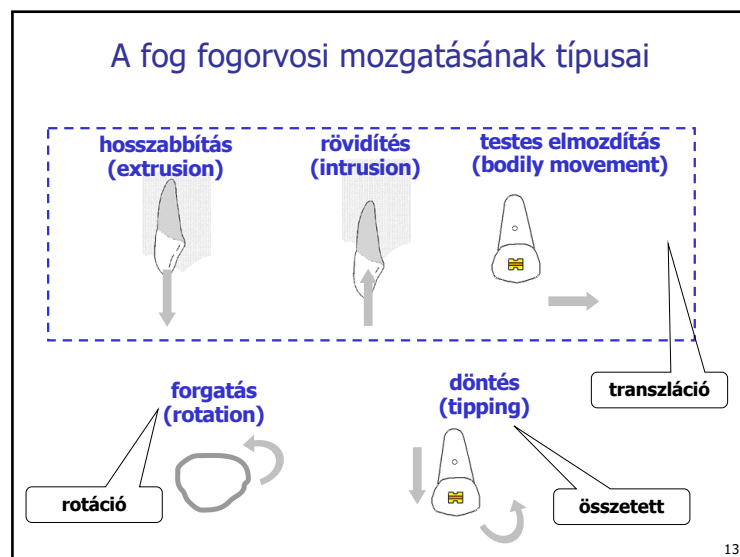 A fog fogorvosi mozgatásának típusai
hosszabbítás
(extrusion)
rövidítés
(intrusion)
testes elmozdítás
(bodily movement)
transzláció
forgatás
(rotation)
döntés
(tipping)
rotáció
összetett
13